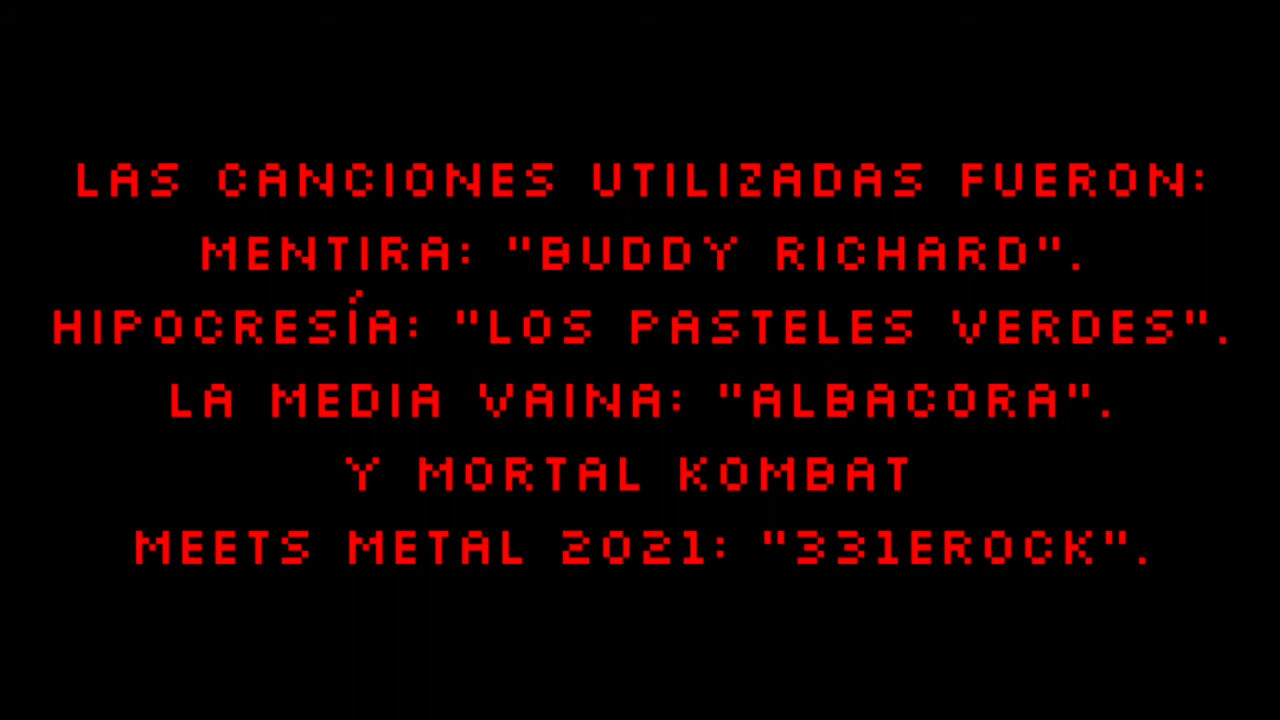 LAS CANCIONES UTILIZADAS FUERON:
MENTIRA: "BUDDY RICHARD".
HIPOCRESÍA: "LOS PASTELES VERDES".
LA MEDIA VAINA: "ALBACORA".
Y MORTAL KOMBAT
MEETS METAL 2021: "331EROCK".